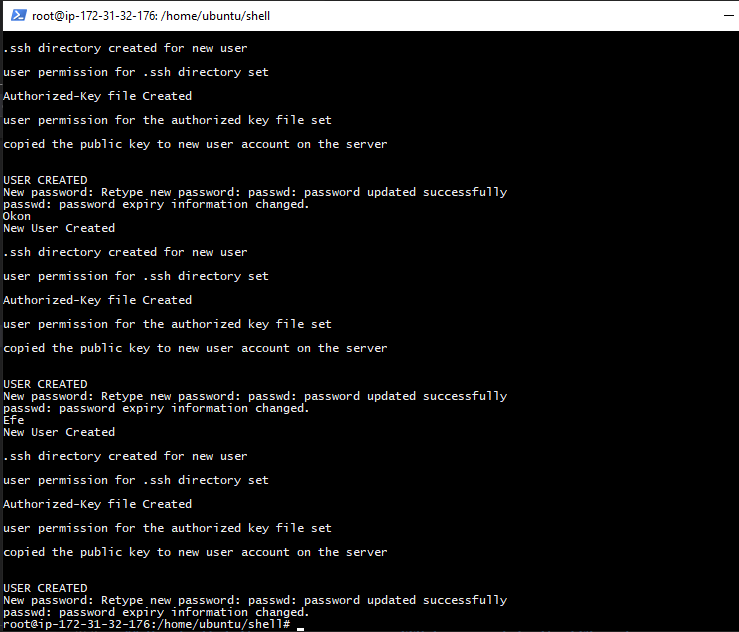 root@ip-172-31-32-176: /home/ubuntu/shell
.ssh directory created for new user
user permission for .ssh directory set
Authorized-Key file Created
user permission for the authorized key file set
copied the public key to new user account on the server
USER CREATED
New password: Retype new password: passwd: password updated successfully
passwd: password expiry information changed.
Okon
New User Created
.ssh directory created for new user
user permission for .ssh directory set
Authorized-Key file Created
user permission for the authorized key file set
copied the public key to new user account on the server
USER CREATED
New password: Retype new password: passwd: password updated successfully
passwd: password expiry information changed.
Efe
New User Created
.ssh directory created for new user
user permission for .ssh directory set
Authorized-Key file Created
user permission for the authorized key file set
copied the public key to new user account on the server
USER CREATED
New password: Retype new password: passwd: password updated successfully
passwd: password expiry information changed.
root@ip-172-31-32-176:/home/ubuntu/shell#